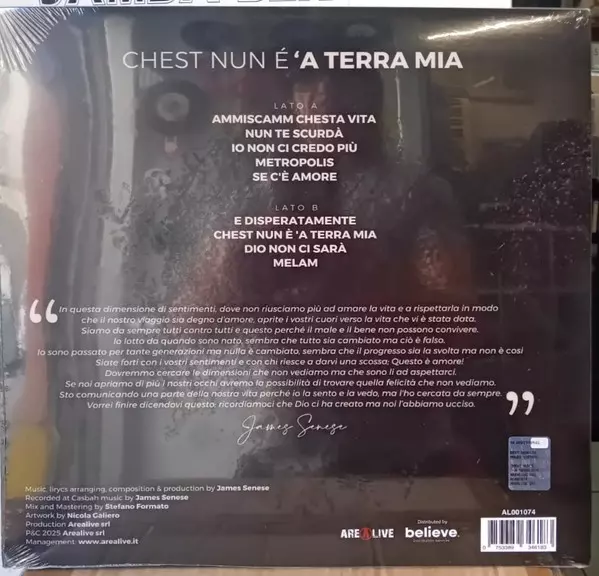 CHEST NUN É 'A TERRA MIA
LATO A
AMMISCAMM CHESTA VITA
NUN TE SCURDÀ
IO NON CI CREDO PIÙ
METROPOLIS
SE C'È AMORE
LATO B
E DISPERATAMENTE
CHEST NUN È 'A TERRA MIA
DIO NON CI SARÀ
MELAM
“In questa dimensione di sentimenti, dove non riusciamo più ad amare la vita e a rispettarla in modo
che il nostro viaggio sia degno d'amore, aprite i vostri cuori verso la vita che vi è stata data.
Siamo da sempre tutti contro tutti e questo perché il male e il bene non possono convivere.
Io lotto da quando sono nato, sembra che tutto sia cambiato ma ciò è falso.
Io sono passato per tante generazioni ma nulla è cambiato, sembra che il progresso sia la svolta ma non è così
Siate forti con i vostri sentimenti e con chi riesce a darvi una scossa; Questo è amore!
Dovremmo cercare le dimensioni che non vediamo ma che sono lì ad aspettarci.
Se noi apriamo di più i nostri occhi avremo la possibilità di trovare quella felicità che non vediamo.
Sto comunicando una parte della nostra vita perché io la sento e la vedo, ma l'ho cercata da sempre.
Vorrei finire dicendovi questo: ricordiamoci che Dio ci ha creato ma noi l'abbiamo ucciso.”
James Senese
Music, lirycs arranging, composition & production by James Senese
Recorded at Casbah music by James Senese
Mix and Mastering by Stefano Formato
Artwork by Nicola Galiero
Production Arealive srl
P&C 2025 Arealive srl
Management: www.arealive.it
AREALIVE
Distributed by
believe.
AL001074